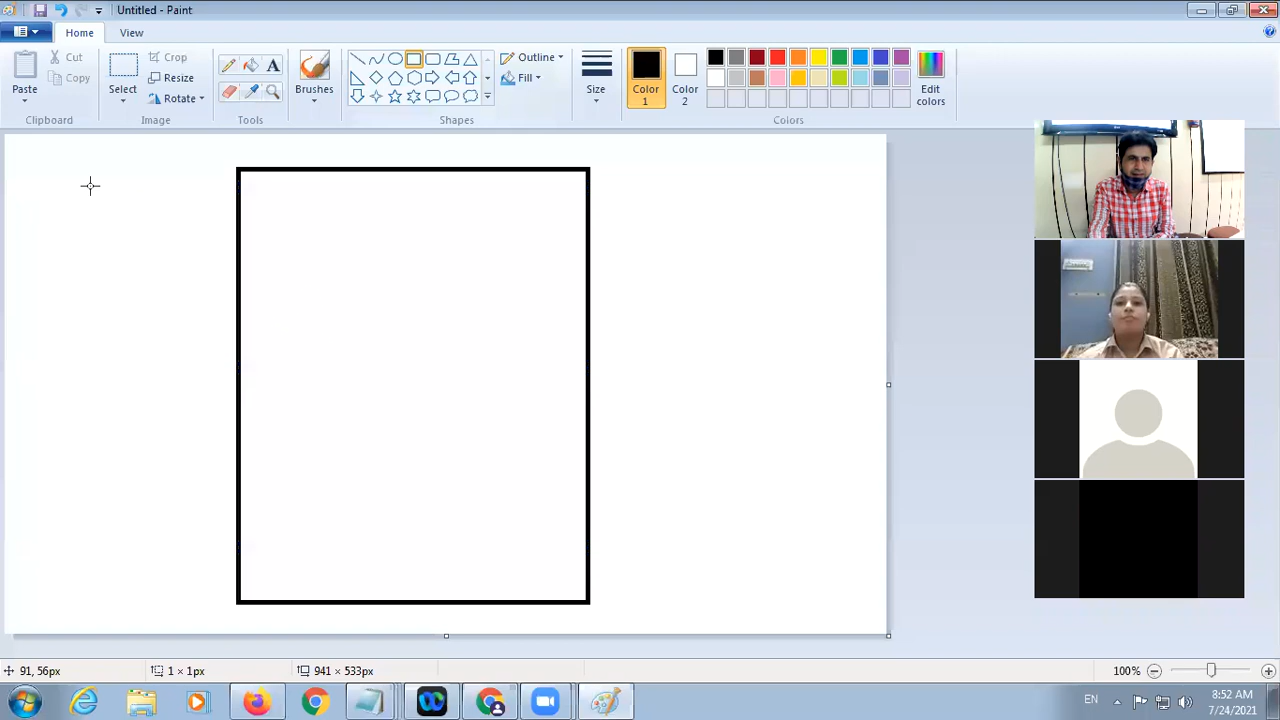 Untitled - Paint
Home View
Paste
Cut
Copy
Clipboard
Select
Crop
Resize
Rotate
Image
Tools
Brushes
Outline
Fill
Shapes
Size
Color 1
Color 2
Edit colors
Colors
91, 56px
1 × 1px
941 × 533px
100%
EN
8:52 AM
7/24/2021